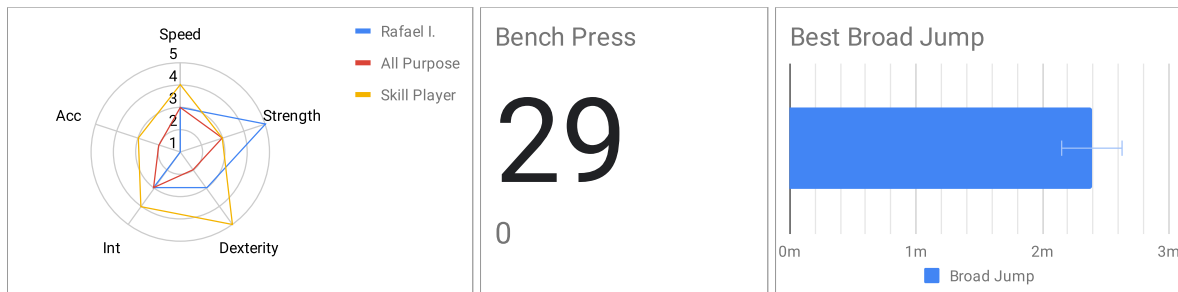 Speed
5
4
3
2
1
Acc
Strength
Int
Dexterity
Rafael I.
All Purpose
Skill Player
Bench Press
29
0
Best Broad Jump
0m
1m
2m
3m
Broad Jump